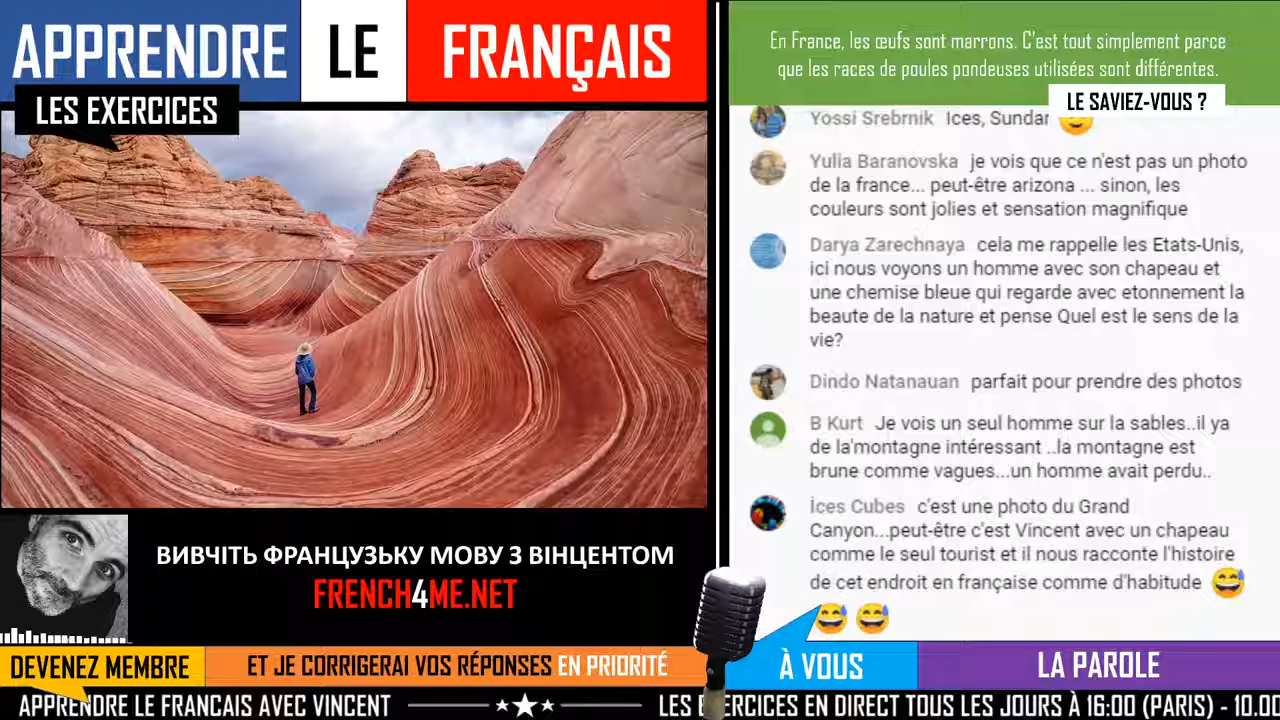 APPRENDRE LE FRANÇAIS
LES EXERCICES
En France, les œufs sont marrons. C'est tout simplement parce
que les races de poules pondeuses utilisées sont différentes.
LE SAVIEZ-VOUS ?
Yossi Srebrnik Ices, Sundar
Yulia Baranovska je vois que ce n'est pas un photo
de la france... peut-être arizona ... sinon, les
couleurs sont jolies et sensation magnifique
Darya Zarechnaya cela me rappelle les Etats-Unis,
ici nous voyons un homme avec son chapeau et
une chemise bleue qui regarde avec etonnement la
beaute de la nature et pense Quel est le sens de la
vie?
Dindo Natanauan parfait pour prendre des photos
B Kurt Je vois un seul homme sur la sables..il ya
de la'montagne intéressant ..la montagne est
brune comme vagues...un homme avait perdu..
İces Cubes c'est une photo du Grand
Canyon...peut-être c'est Vincent avec un chapeau
comme le seul tourist et il nous raconte l'histoire
de cet endroit en française comme d'habitude 😅
😅 😅
ВИВЧІТЬ ФРАНЦУЗЬКУ МОВУ З ВІНЦЕНТОМ
FRENCH4ME.NET
DEVENEZ MEMBRE
ET JE CORRIGERAI VOS RÉPONSES EN PRIORITÉ
À VOUS
LA PAROLE
APPRENDRE LE FRANCAIS AVEC VINCENT
LES EXERCICES EN DIRECT TOUS LES JOURS À 16:00 (PARIS) - 10.00